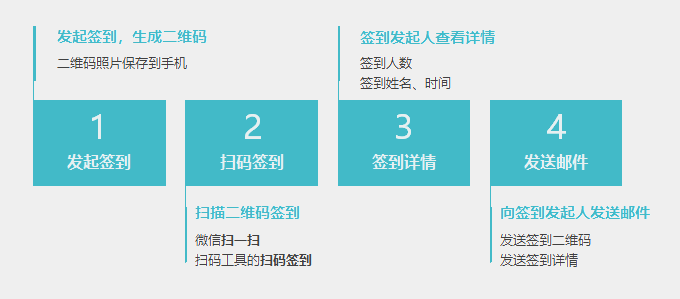 发起签到，生成二维码
二维码照片保存到手机
签到发起人查看详情
签到人数
签到姓名、时间
1
发起签到
2
扫码签到
3
签到详情
4
发送邮件
扫描二维码签到
微信扫一扫
扫码工具的扫码签到
向签到发起人发送邮件
发送签到二维码
发送签到详情